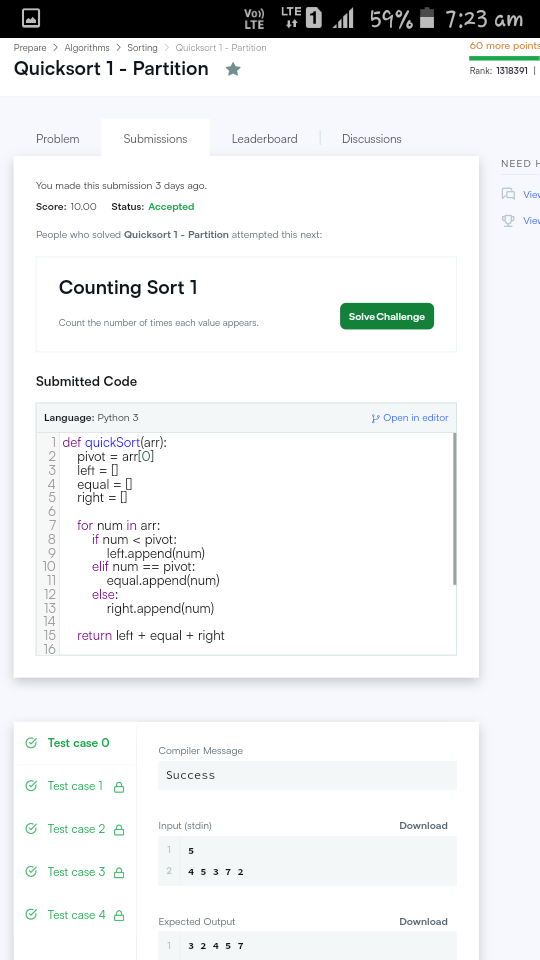 Vo)) LTE LTE 1 59% 7:23 am
Prepare > Algorithms > Sorting > Quicksort 1 - Partition
60 more points
Quicksort 1 - Partition
Rank: 1318391 |
Problem Submissions Leaderboard Discussions
NEED H
You made this submission 3 days ago.
View
Score: 10.00 Status: Accepted
View
People who solved Quicksort 1 - Partition attempted this next:
Counting Sort 1
Count the number of times each value appears.
Solve Challenge
Submitted Code
Language: Python 3 Open in editor
1 def quickSort(arr):
2 pivot = arr[0]
3 left = []
4 equal = []
5 right = []
6
7 for num in arr:
8 if num < pivot:
9 left.append(num)
10 elif num == pivot:
11 equal.append(num)
12 else:
13 right.append(num)
14
15 return left + equal + right
16
Test case 0
Test case 1
Test case 2
Test case 3
Test case 4
Compiler Message
Success
Input (stdin) Download
1 5
2 4 5 3 7 2
Expected Output Download
1 3 2 4 5 7